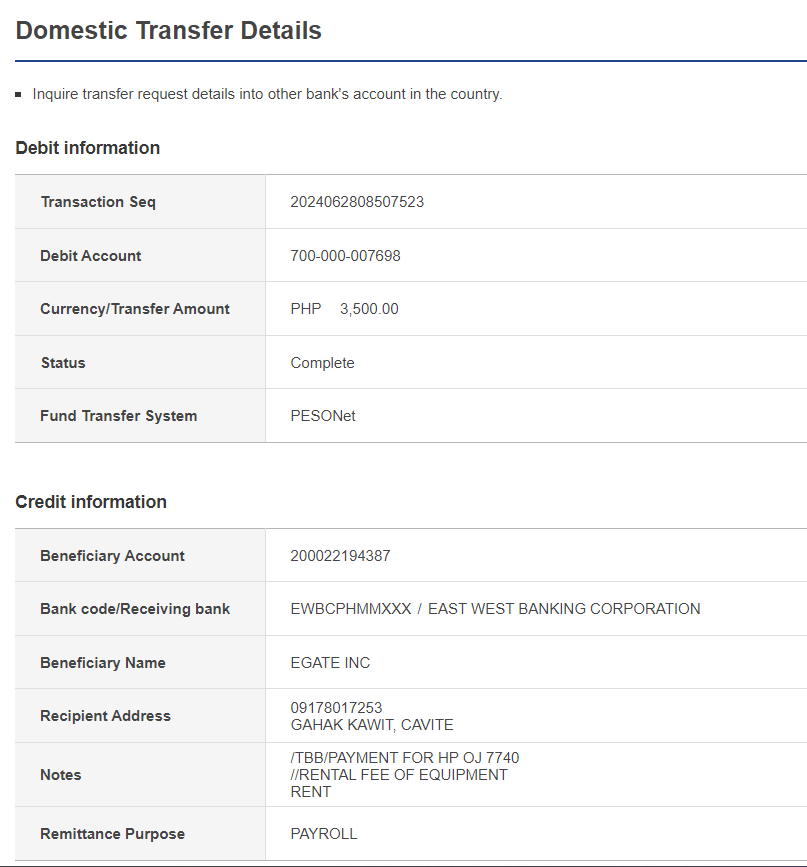 Domestic Transfer Details
Inquire transfer request details into other bank's account in the country.
Debit information
Transaction Seq 2024062808507523
Debit Account 700-000-007698
Currency/Transfer Amount PHP 3,500.00
Status Complete
Fund Transfer System PESONet
Credit information
Beneficiary Account 200022194387
Bank code/Receiving bank EWBCPHMMXXX / EAST WEST BANKING CORPORATION
Beneficiary Name EGATE INC
Recipient Address 09178017253
GAHAK KAWIT, CAVITE
Notes /TBB/PAYMENT FOR HP OJ 7740
//RENTAL FEE OF EQUIPMENT
RENT
Remittance Purpose PAYROLL